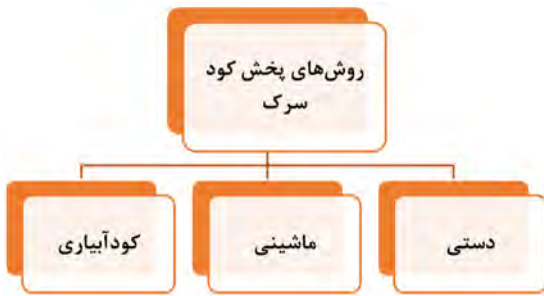 روش‌های پخش کود
سرک
دستی
ماشینی
کودآبیاری